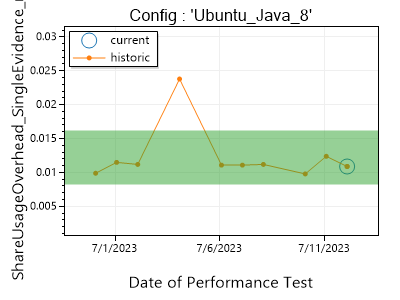 Config : 'Ubuntu_Java_8'
ShareUsageOverhead_SingleEvidence_
0.03
0.025
0.02
0.015
0.01
0.005
current
historic
7/1/2023
7/6/2023
7/11/2023
Date of Performance Test